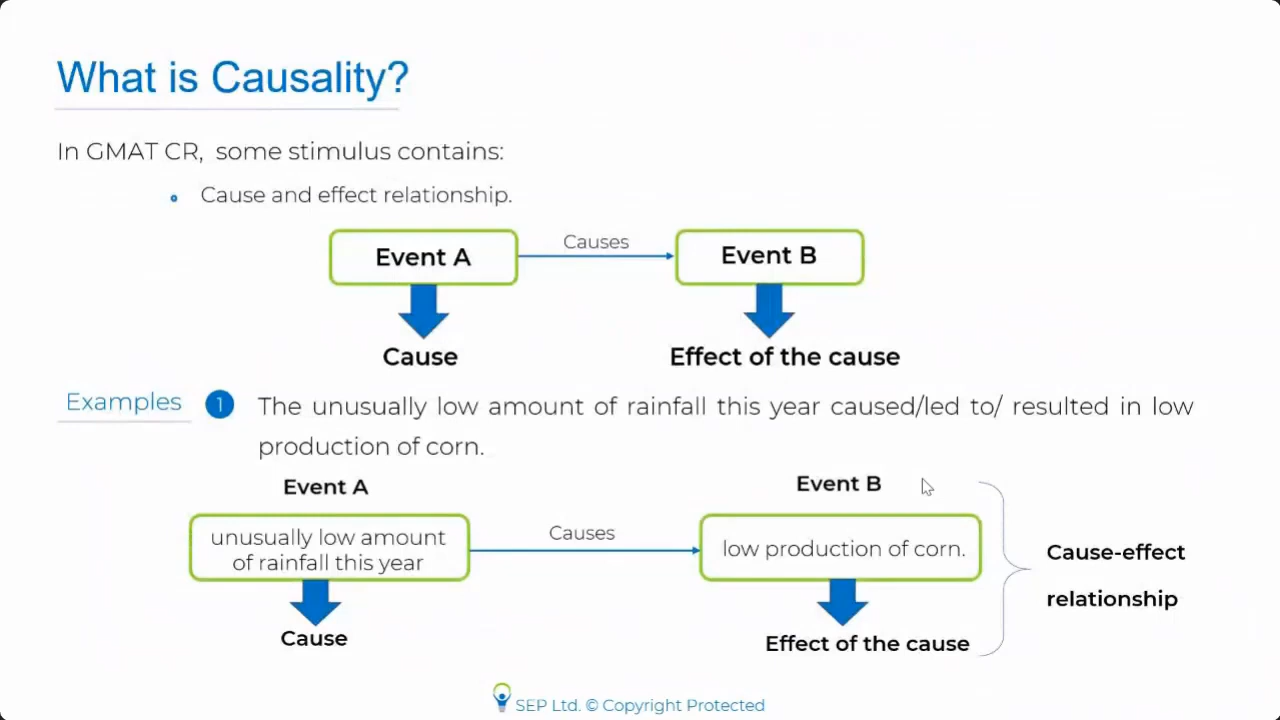 What is Causality?
In GMAT CR, some stimulus contains:
Cause and effect relationship.
Event A
Causes
Event B
Cause
Effect of the cause
Examples
1
The unusually low amount of rainfall this year caused/led to/ resulted in low
production of corn.
Event A
Event B
unusually low amount
of rainfall this year
Causes
low production of corn.
Cause-effect
relationship
Cause
Effect of the cause
SEP Ltd. © Copyright Protected